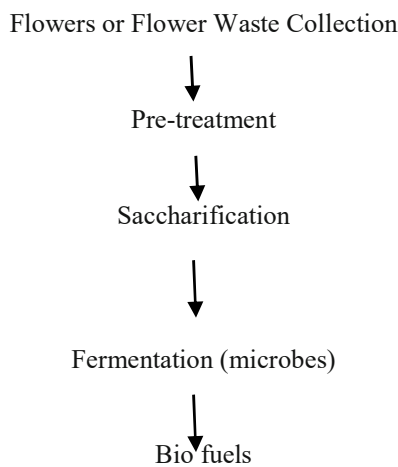 Flowers or Flower Waste Collection
Pre-treatment
Saccharification
Fermentation (microbes)
Bio fuels